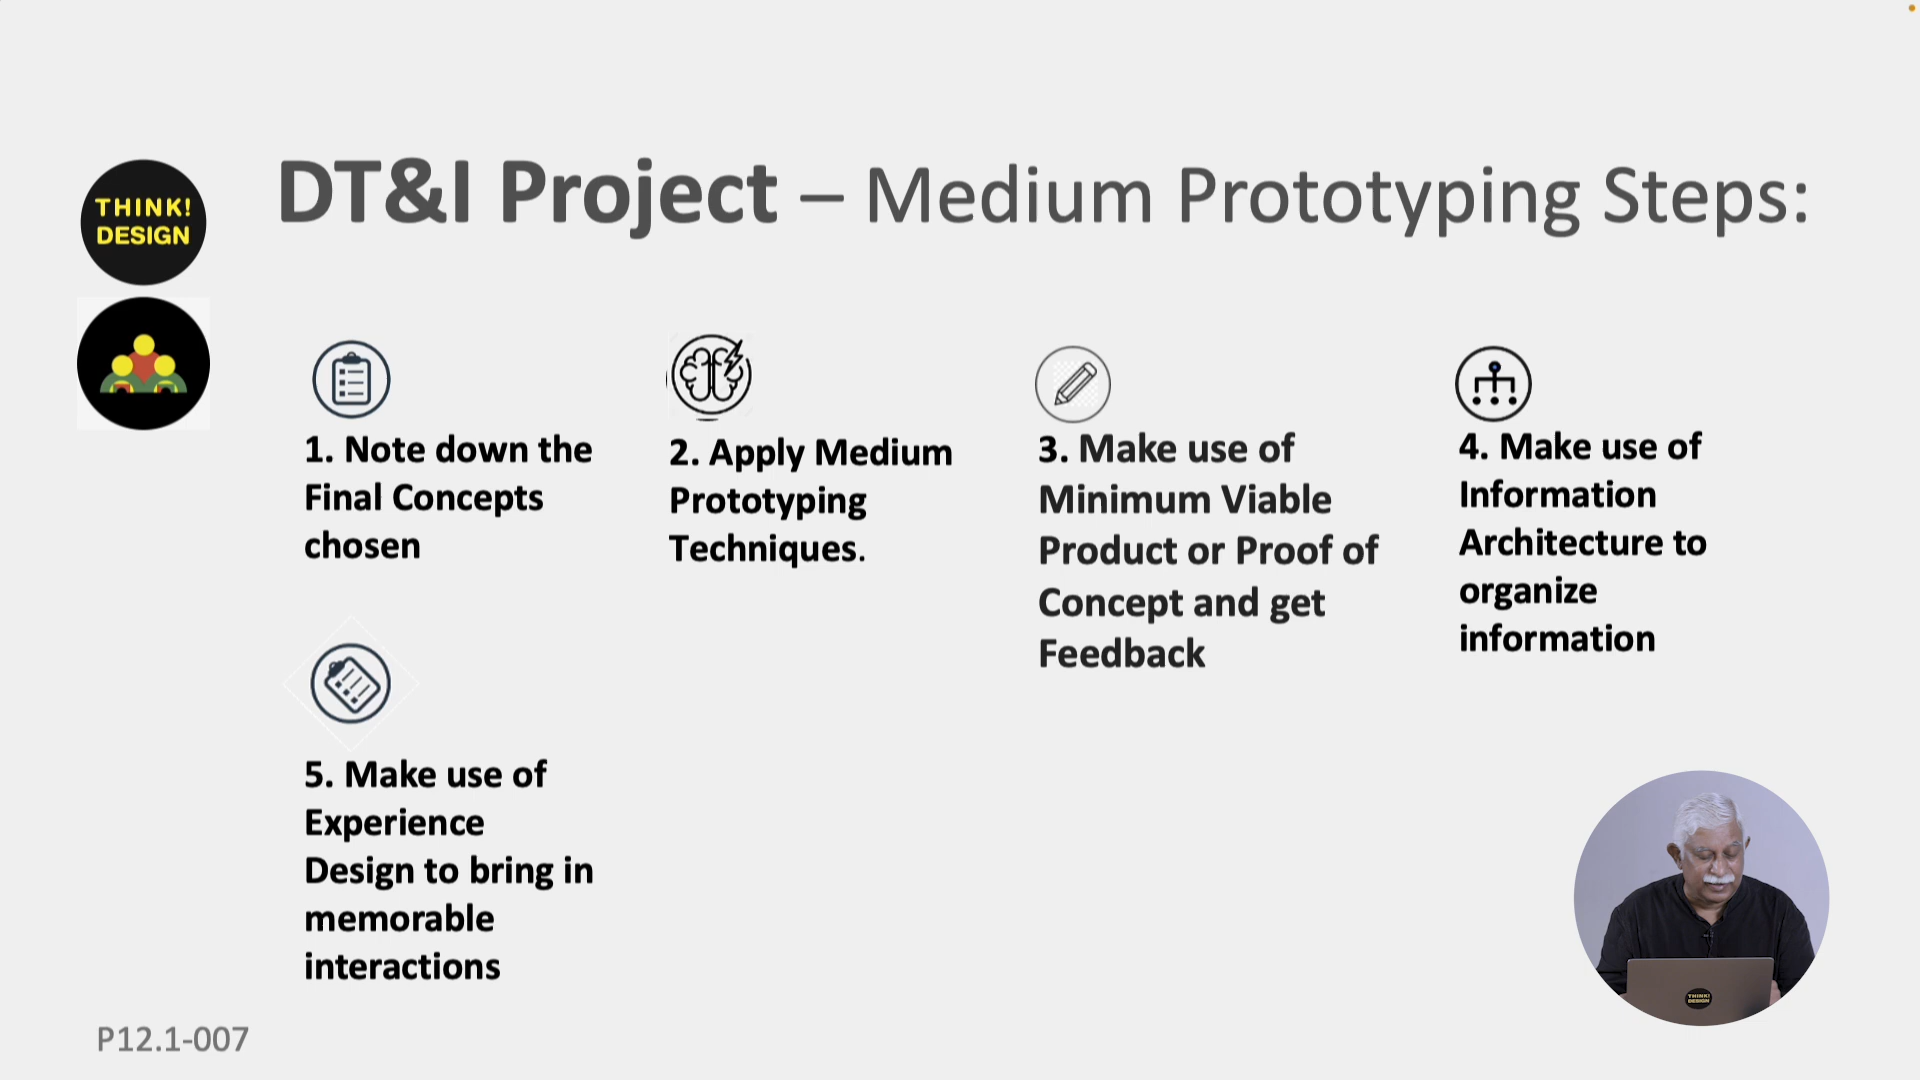 THINK!
DESIGN
DT&I Project – Medium Prototyping Steps:
1. Note down the
Final Concepts
chosen
2. Apply Medium
Prototyping
Techniques.
3. Make use of
Minimum Viable
Product or Proof of
Concept and get
Feedback
4. Make use of
Information
Architecture to
organize
information
5. Make use of
Experience
Design to bring in
memorable
interactions
THINK!
DESIGN
P12.1-007